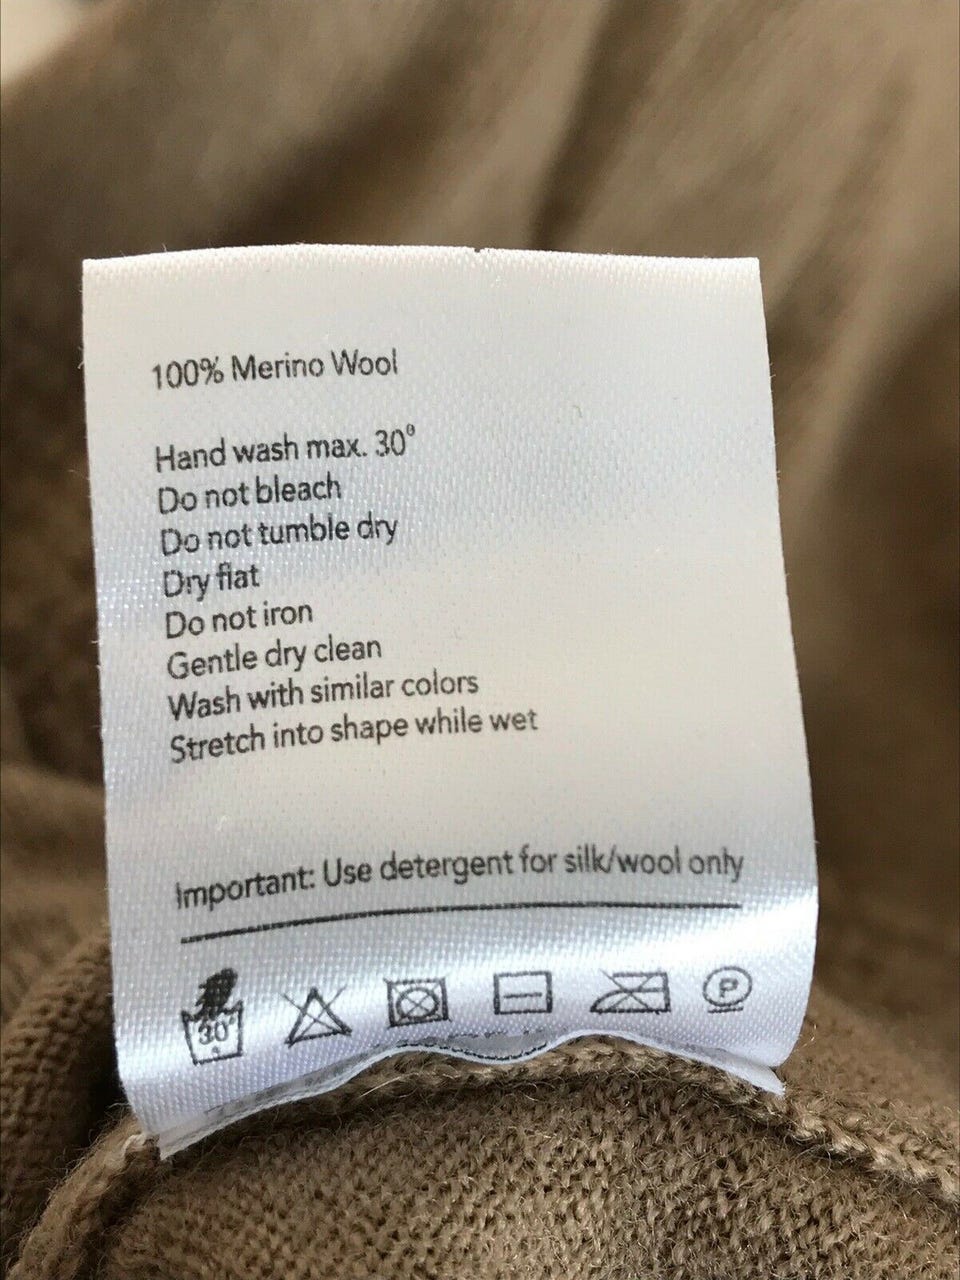 100% Merino Wool
Hand wash max. 30°
Do not bleach
Do not tumble dry
Dry flat
Do not iron
Gentle dry clean
Wash with similar colors
Stretch into shape while wet
Important: Use detergent for silk/wool only
30°
P